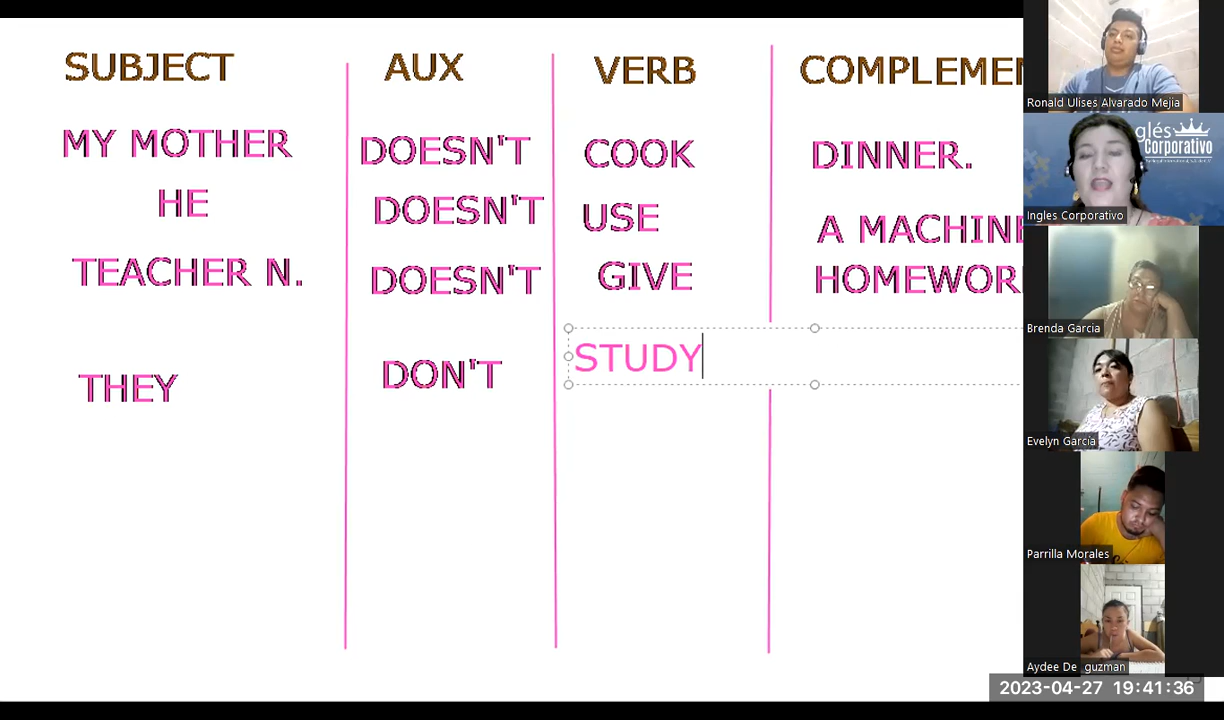 SUBJECT AUX VERB COMPLEMEN
MY MOTHER DOESN'T COOK DINNER.
HE DOESN'T USE A MACHINE
TEACHER N. DOESN'T GIVE HOMEWOR
THEY DON'T STUDY
Ronald Ulises Alvarado Mejia
glés
Corporativo
Ingles Corporativo
Brenda Garcia
Evelyn García
Parrilla Morales
Aydee De guzman
2023-04-27 19:41:36